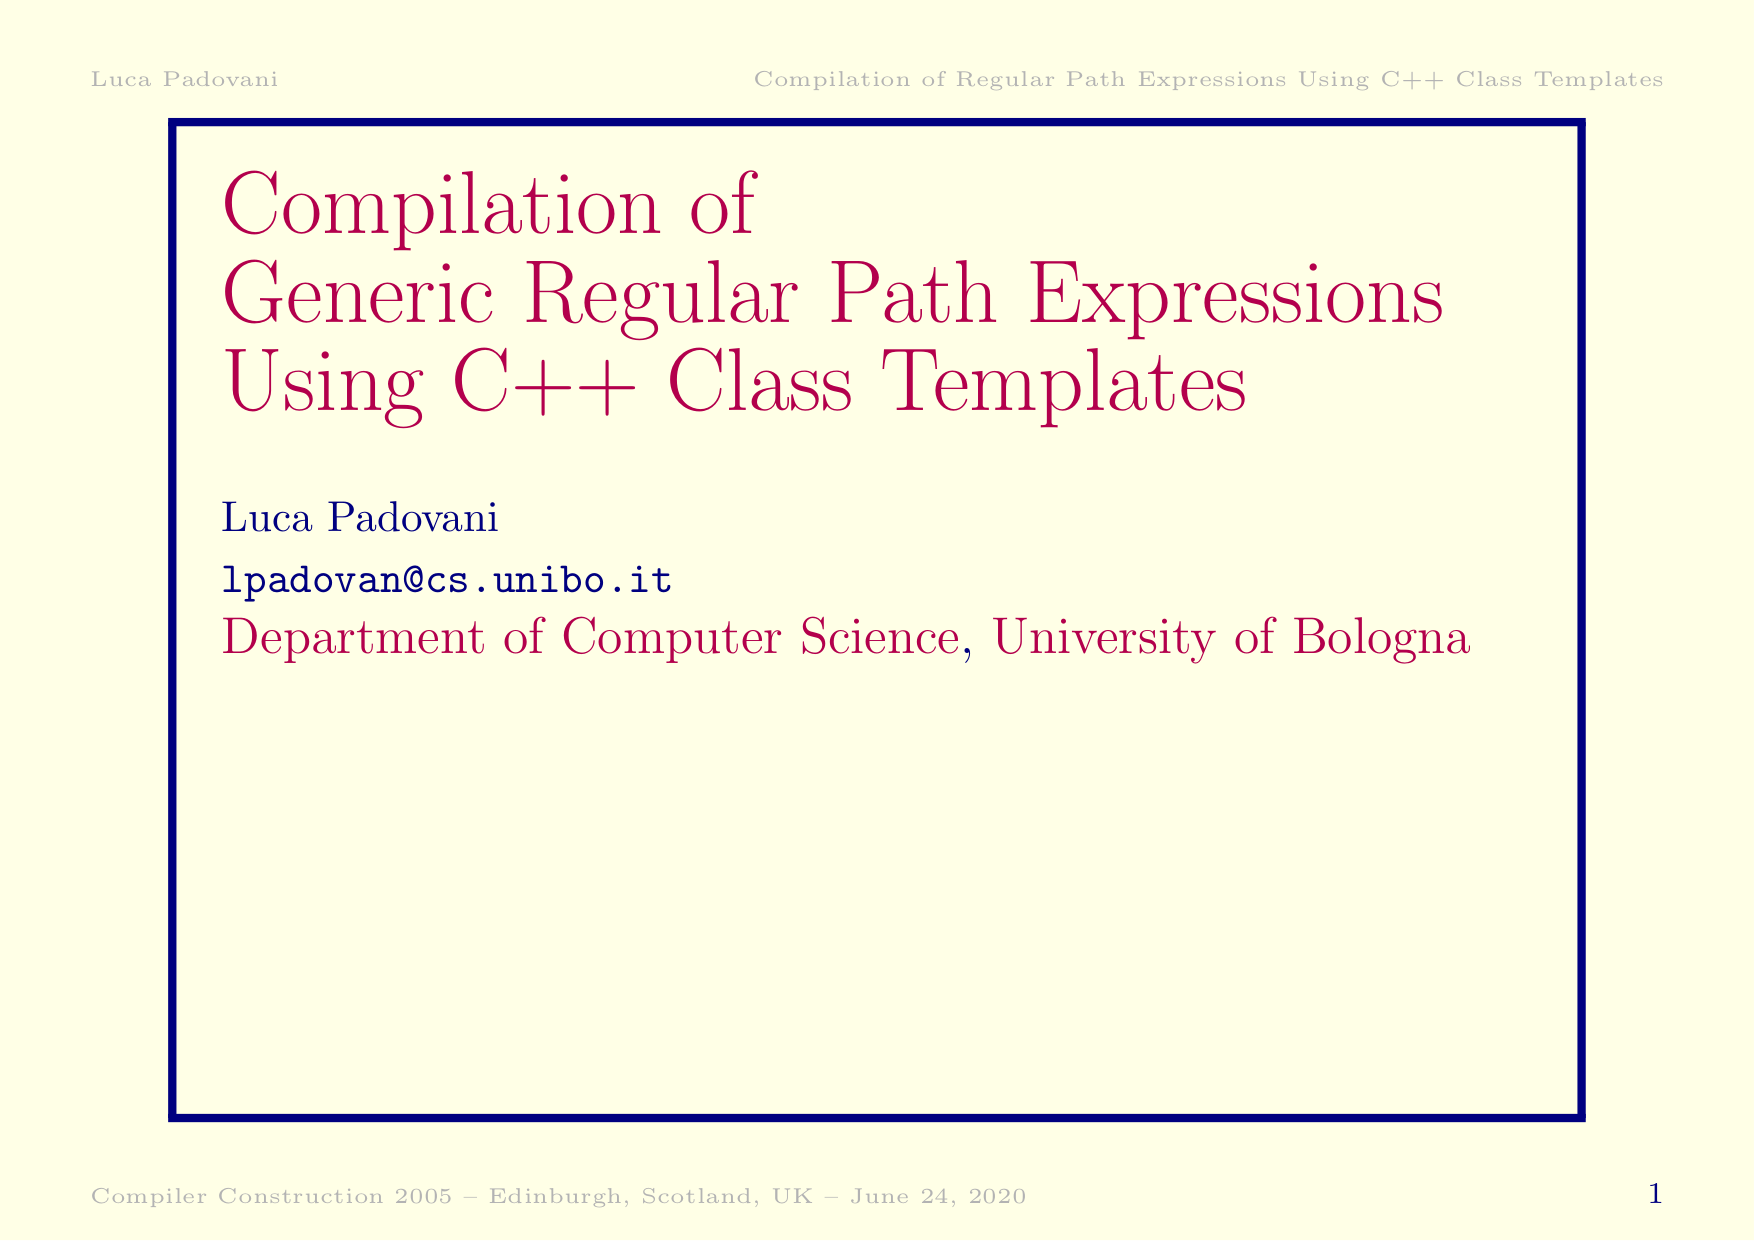 Luca Padovani
Compilation of Regular Path Expressions Using C++ Class Templates
Compilation of
Generic Regular Path Expressions
Using C++ Class Templates
Luca Padovani
lpadovan@cs.unibo.it
Department of Computer Science, University of Bologna
Compiler Construction 2005 – Edinburgh, Scotland, UK – June 24, 2020
1